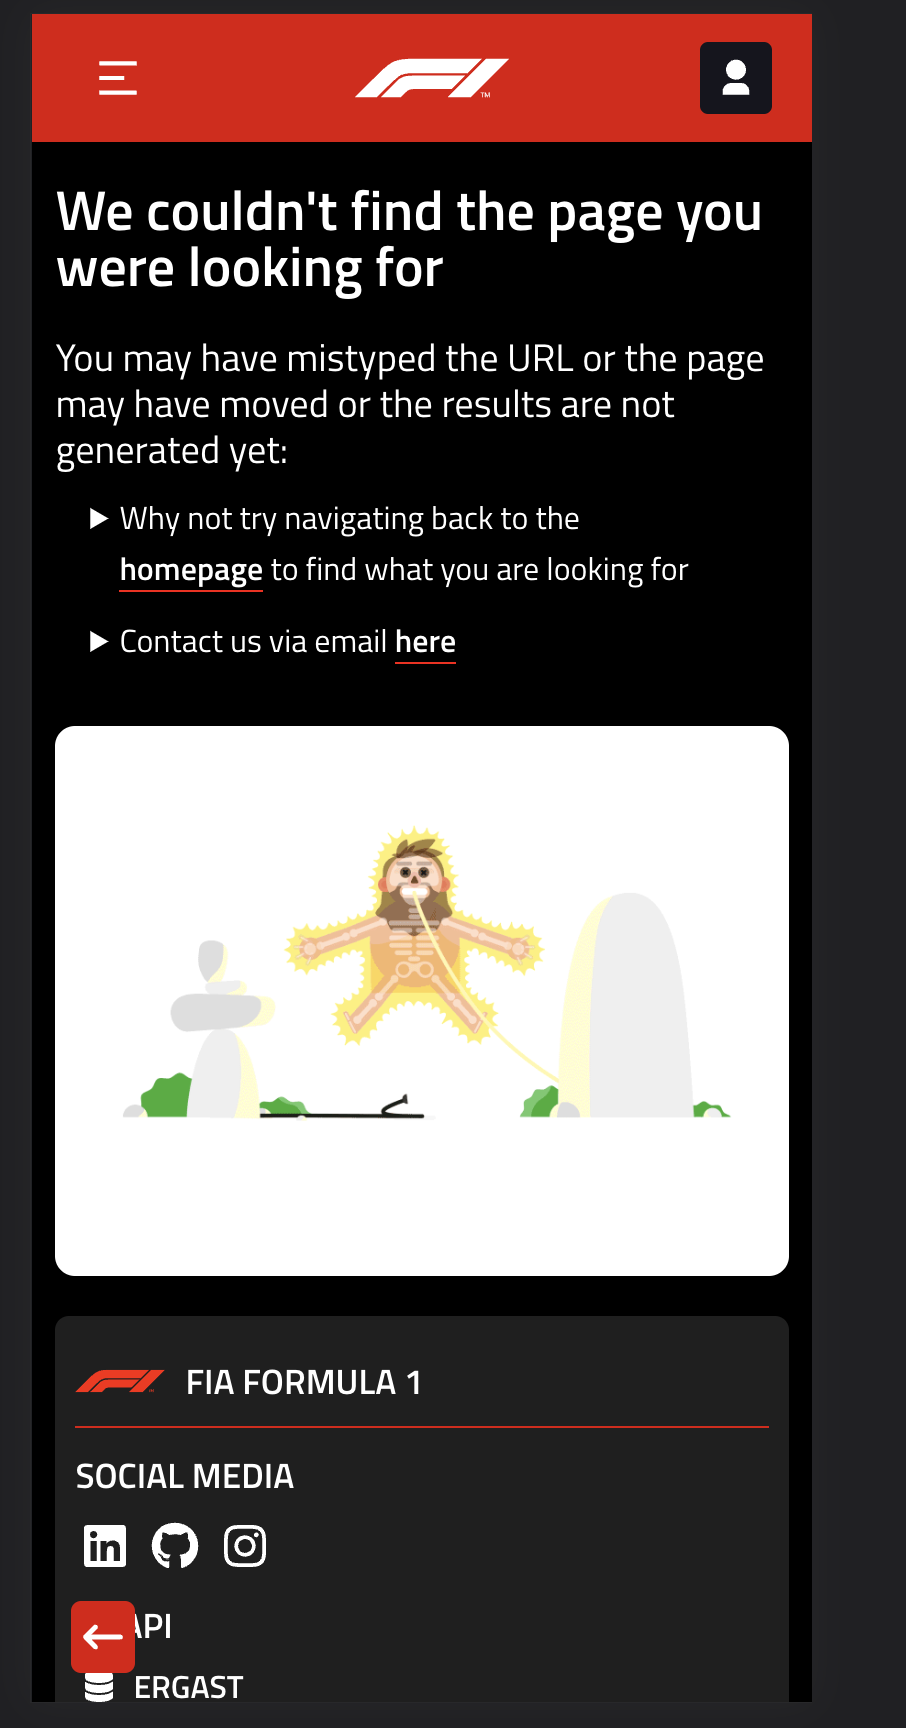 We couldn't find the page you
were looking for
You may have mistyped the URL or the page
may have moved or the results are not
generated yet:
Why not try navigating back to the
homepage to find what you are looking for
Contact us via email here
FIA FORMULA 1
SOCIAL MEDIA
API
ERGAST